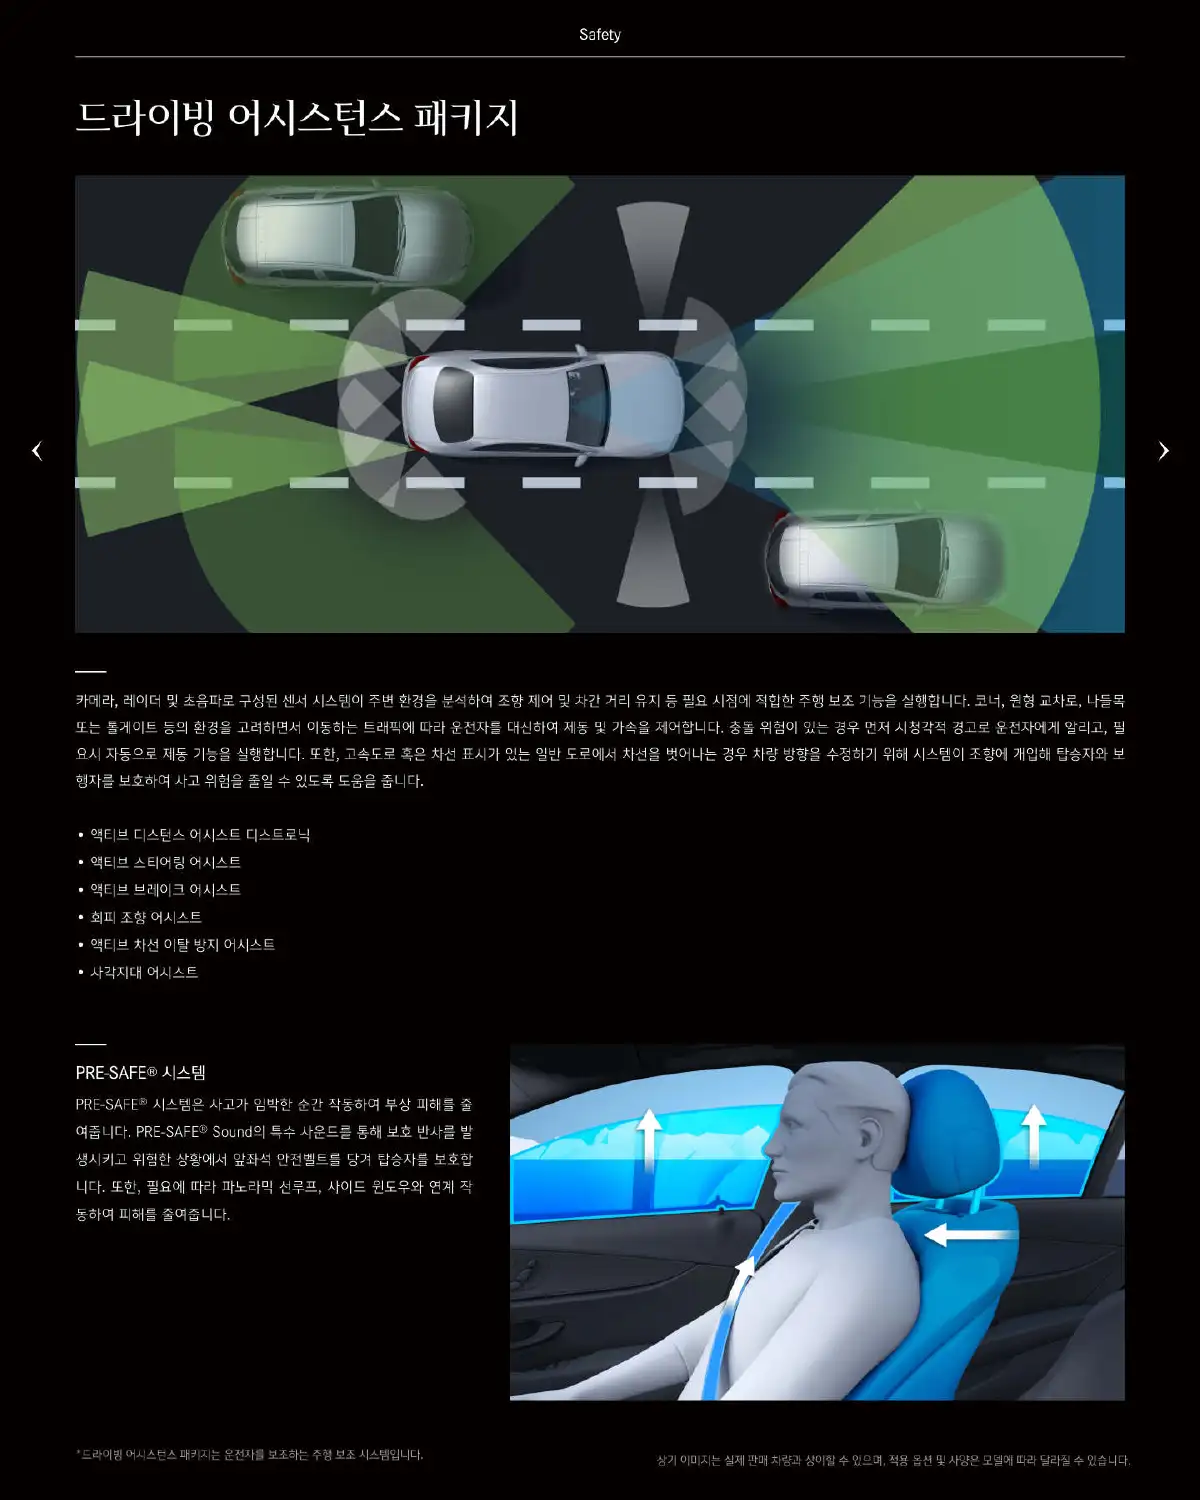 Safety
드라이빙 어시스턴스 패키지
카메라, 레이더 및 초음파로 구성된 센서 시스템이 주변 환경을 분석하여 조향 제어 및 차간 거리 유지 등 필요 시점에 적합한 주행 보조 기능을 실행합니다. 코너, 원형 교차로, 나들목
또는 톨게이트 등의 환경을 고려하면서 이동하는 트래픽에 따라 운전자를 대신하여 제동 및 가속을 제어합니다. 충돌 위험이 있는 경우 먼저 시청각적 경고로 운전자에게 알리고, 필
요시 자동으로 제동 기능을 실행합니다. 또한, 고속도로 혹은 차선 표시가 있는 일반 도로에서 차선을 벗어나는 경우 차량 방향을 수정하기 위해 시스템이 조향에 개입해 탑승자와 보
행자를 보호하여 사고 위험을 줄일 수 있도록 도움을 줍니다.
• 액티브 디스턴스 어시스트 디스트로닉
• 액티브 스티어링 어시스트
• 액티브 브레이크 어시스트
• 회피 조향 어시스트
• 액티브 차선 이탈 방지 어시스트
• 사각지대 어시스트
PRE-SAFE® 시스템
PRE-SAFE® 시스템은 사고가 임박한 순간 작동하여 부상 피해를 줄
여줍니다. PRE-SAFE® Sound의 특수 사운드를 통해 보호 반사를 발
생시키고 위험한 상황에서 앞좌석 안전벨트를 당겨 탑승자를 보호합
니다. 또한, 필요에 따라 파노라믹 선루프, 사이드 윈도우와 연계 작
동하여 피해를 줄여줍니다.
*드라이빙 어시스턴스 패키지는 운전자를 보조하는 주행 보조 시스템입니다.
상기 이미지는 실제 판매 차량과 상이할 수 있으며, 적용 옵션 및 사양은 모델에 따라 달라질 수 있습니다.